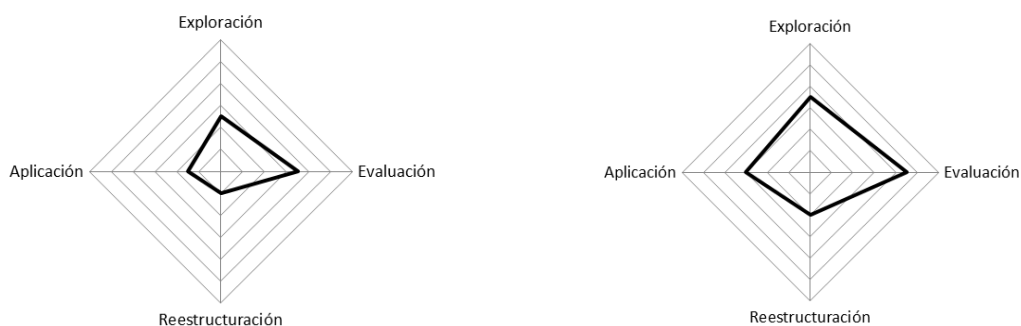 Exploración
Aplicación
Evaluación
Reestructuración
Exploración
Aplicación
Evaluación
Reestructuración